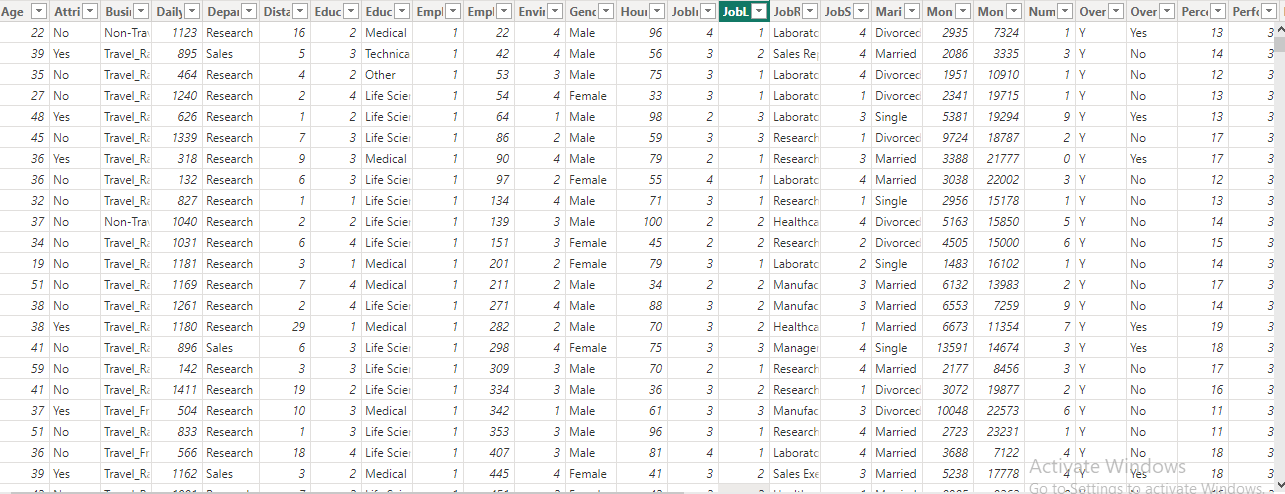 Age Attri Busi Daily Depar Dista Educ Educ Empl Empl Envir Genc Hour JobIn JobL JobR JobS Mari Mon Mon Num Over Over Perce Perfo
22 No Non-Trav 1123 Research 16 2 Medical 1 22 4 Male 96 4 1 Laboratc 4 Divorced 2935 7324 1 Y Yes 13 3
39 Yes Travel_Ra 895 Sales 5 3 Technica 1 42 4 Male 56 3 2 Sales Rep 4 Married 2086 3335 3 Y No 14 3
35 No Travel_Ra 464 Research 4 2 Other 1 53 3 Male 75 3 1 Laboratc 4 Divorced 1951 10910 1 Y No 12 3
27 No Travel_Ra 1240 Research 2 4 Life Scier 1 54 4 Female 33 3 1 Laboratc 1 Divorced 2341 19715 1 Y No 13 3
48 Yes Travel_Ra 626 Research 1 2 Life Scier 1 64 1 Male 98 2 3 Laboratc 3 Single 5381 19294 9 Y Yes 13 3
45 No Travel_Ra 1339 Research 7 3 Life Scier 1 86 2 Male 59 3 3 Research 1 Divorced 9724 18787 2 Y No 17 3
36 Yes Travel_Ra 318 Research 9 3 Medical 1 90 4 Male 79 2 1 Research 3 Married 3388 21777 0 Y Yes 17 3
36 No Travel_Ra 132 Research 6 3 Life Scier 1 97 2 Female 55 4 1 Laboratc 4 Married 3038 22002 3 Y No 12 3
32 No Travel_Ra 827 Research 1 1 Life Scier 1 134 4 Male 71 3 1 Research 1 Single 2956 15178 1 Y No 13 3
37 No Non-Trav 1040 Research 2 2 Life Scier 1 139 3 Male 100 2 2 Healthca 4 Divorced 5163 15850 5 Y No 14 3
34 No Travel_Ra 1031 Research 6 4 Life Scier 1 151 3 Female 45 2 2 Research 2 Divorced 4505 15000 6 Y No 15 3
19 No Travel_Ra 1181 Research 3 1 Medical 1 201 2 Female 79 3 1 Laboratc 2 Single 1483 16102 1 Y No 14 3
51 No Travel_Ra 1169 Research 7 4 Medical 1 211 2 Male 34 2 2 Manufac 3 Married 6132 13983 2 Y No 17 3
38 No Travel_Ra 1261 Research 2 4 Life Scier 1 271 4 Male 88 3 2 Manufac 3 Married 6553 7259 9 Y No 14 3
38 Yes Travel_Ra 1180 Research 29 1 Medical 1 282 2 Male 70 3 2 Healthca 1 Married 6673 11354 7 Y Yes 19 3
41 No Travel_Ra 896 Sales 6 3 Life Scier 1 298 4 Female 75 3 3 Manager 4 Single 13591 14674 3 Y Yes 18 3
59 No Travel_Ra 142 Research 3 3 Life Scier 1 309 3 Male 70 2 1 Research 4 Married 2177 8456 3 Y No 17 3
41 No Travel_Ra 1411 Research 19 2 Life Scier 1 334 3 Male 36 3 2 Research 1 Divorced 3072 19877 2 Y No 16 3
37 Yes Travel_Fr 504 Research 10 3 Medical 1 342 1 Male 61 3 3 Manufac 3 Divorced 10048 22573 6 Y No 11 3
51 No Travel_Ra 833 Research 1 3 Life Scier 1 353 3 Male 96 3 1 Research 4 Married 2723 23231 1 Y No 11 3
36 No Travel_Fr 566 Research 18 4 Life Scier 1 407 3 Male 81 4 1 Laboratc 4 Married 3688 7122 4 Y No 18 3
39 Yes Travel_Ra 1162 Sales 3 2 Medical 1 445 4 Female 41 3 2 Sales Exe 3 Married 5238 17778 4 Y Yes 18 3
Activate Windows
Go to Settings to activate Windows.